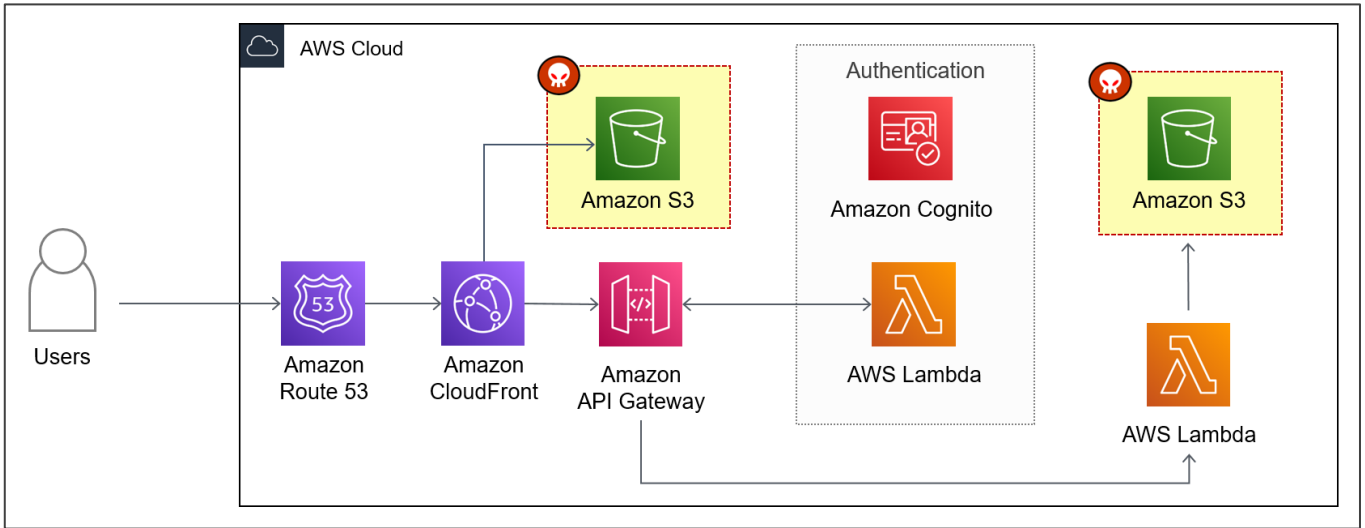 AWS Cloud
Authentication
Amazon S3
Amazon Cognito
Amazon S3
53
</>
Users
Amazon
Route 53
Amazon
CloudFront
Amazon
API Gateway
AWS Lambda
AWS Lambda